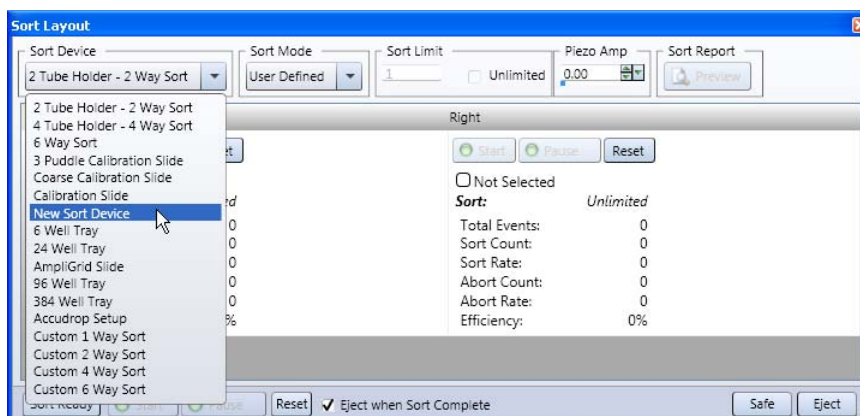 Sort Layout
Sort Device Sort Mode Sort Limit Piezo Amp Sort Report
2 Tube Holder - 2 Way Sort User Defined 1 Unlimited 0.00 Preview
2 Tube Holder - 2 Way Sort
4 Tube Holder - 4 Way Sort
6 Way Sort
3 Puddle Calibration Slide
Coarse Calibration Slide
Calibration Slide
New Sort Device
6 Well Tray
24 Well Tray
AmpliGrid Slide
96 Well Tray
384 Well Tray
Accudrop Setup
Custom 1 Way Sort
Custom 2 Way Sort
Custom 4 Way Sort
Custom 6 Way Sort
Right
Start Pause Reset
Not Selected
Sort: Unlimited
Total Events: 0
Sort Count: 0
Sort Rate: 0
Abort Count: 0
Abort Rate: 0
Efficiency: 0%
0
0
0
0
0
%
Sort Ready Start Pause Reset Eject when Sort Complete Safe Eject